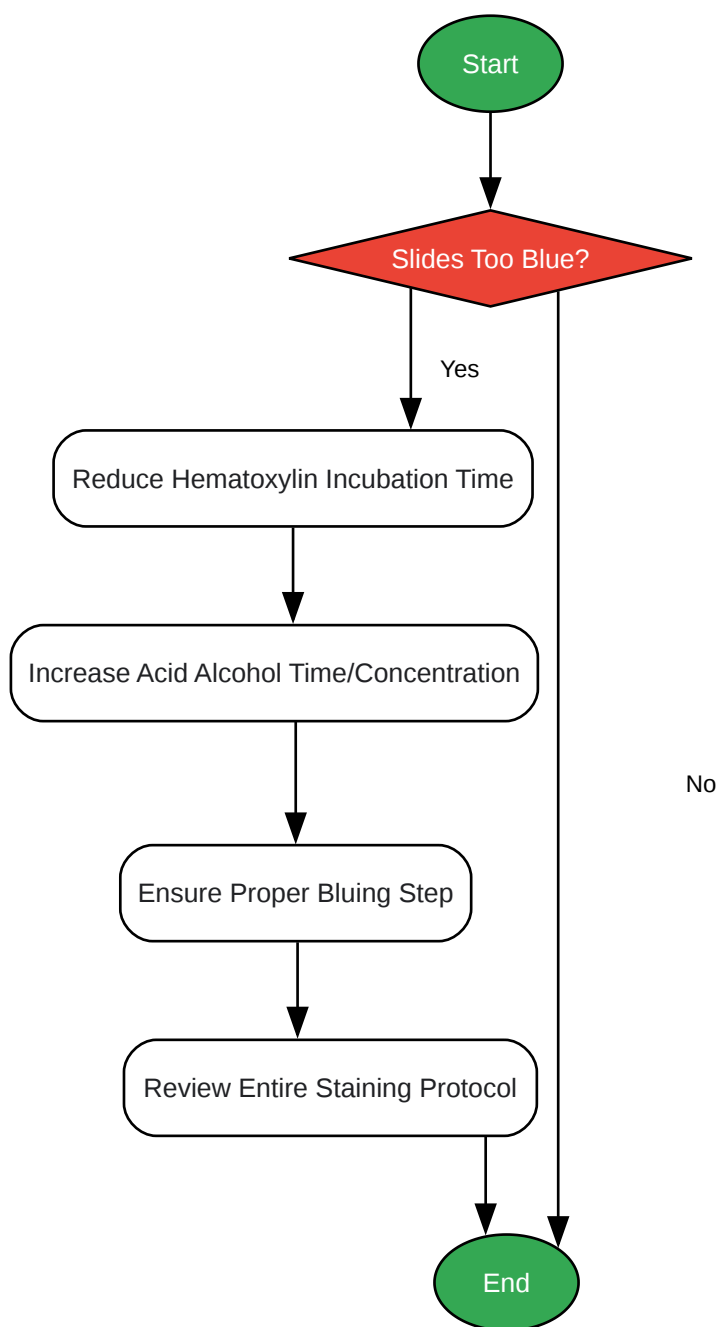 Start
Slides Too Blue?
Yes
Reduce Hematoxylin Incubation Time
Increase Acid Alcohol Time/Concentration
No
Ensure Proper Bluing Step
Review Entire Staining Protocol
End